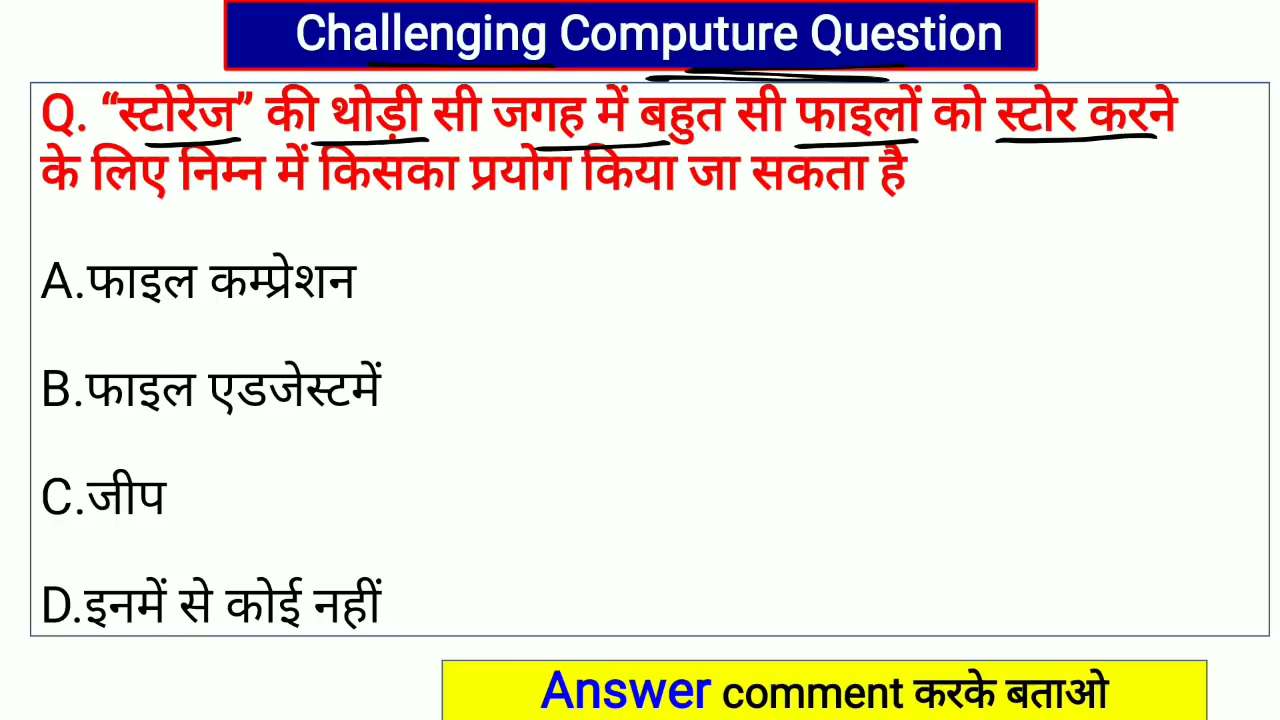 Challenging Computure Question
Q. “स्टोरेज” की थोड़ी सी जगह में बहुत सी फाइलों को स्टोर करने
के लिए निम्न में किसका प्रयोग किया जा सकता है
A.फाइल कम्प्रेशन
B.फाइल एडजेस्टमें
C.जीप
D.इनमें से कोई नहीं
Answer comment करके बताओ